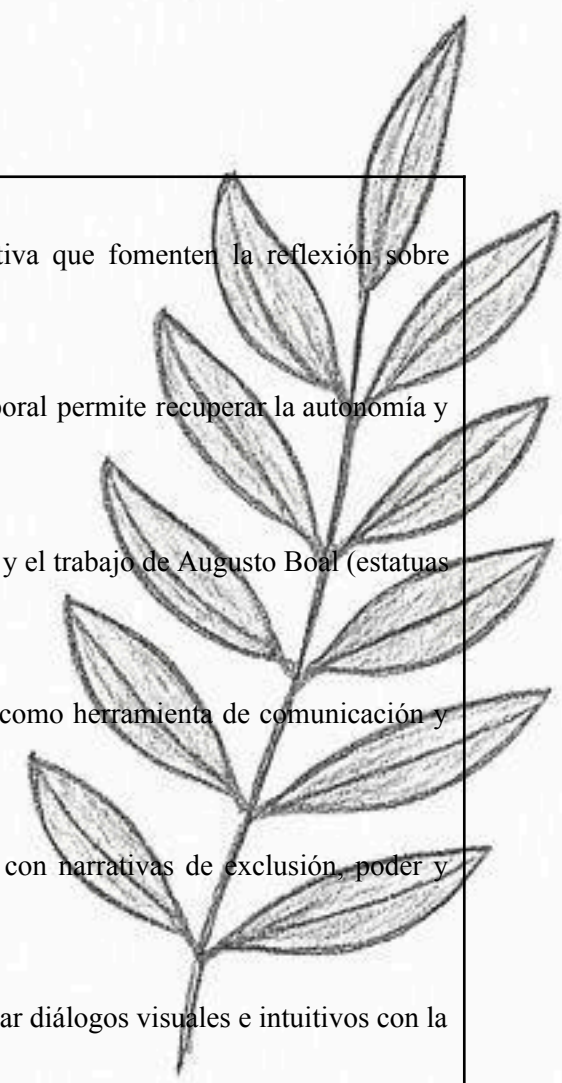 tiva que fomenten la reflexión sobre
poral permite recuperar la autonomía y
y el trabajo de Augusto Boal (estatuas
como herramienta de comunicación y
con narrativas de exclusión, poder y
ar diálogos visuales e intuitivos con la